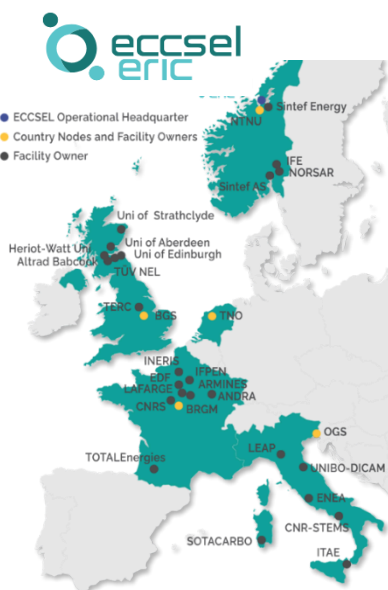 eccsel
eric
ECCSEL Operational Headquarter
Country Nodes and Facility Owners
Facility Owner
Sintef Energy
NTNU
IFE
NORSAR
Sintef AS
Uni of Strathclyde
Uni of Aberdeen
Heriot-Watt Uni
Uni of Edinburgh
Altrad Babcock
TÜV NEL
TERC
BGS
TNO
INERIS
IFPEN
EDF
ARMINES
LAFARGE
ANDRA
CNRS
BRGM
OGS
LEAP
TOTALEnergies
UNIBO-DICAM
ENEA
CNR-STEMS
SOTACARBO
ITAE